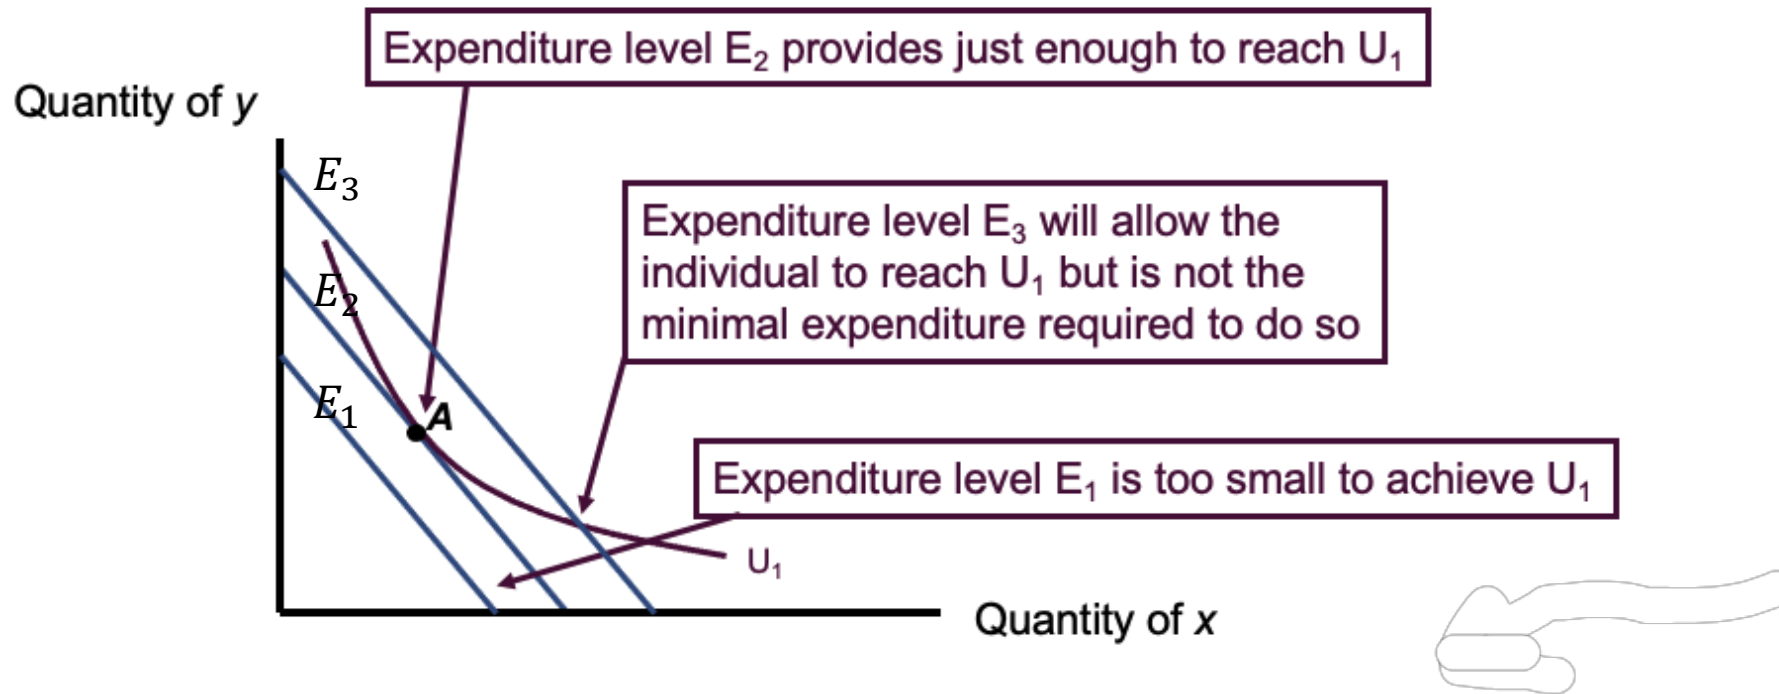 Expenditure level E₂ provides just enough to reach U₁
Quantity of y
E₃
Expenditure level E₃ will allow the
individual to reach U₁ but is not the
minimal expenditure required to do so
E₂
E₁
A
Expenditure level E₁ is too small to achieve U₁
U₁
Quantity of x